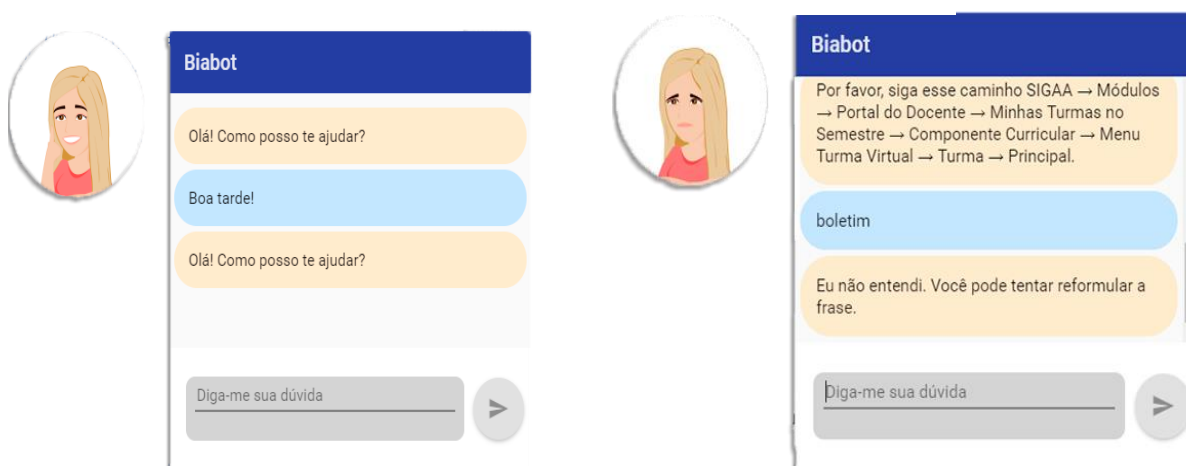 Biabot
Olá! Como posso te ajudar?
Boa tarde!
Olá! Como posso te ajudar?
Diga-me sua dúvida
Biabot
Por favor, siga esse caminho SIGAA → Módulos
→ Portal do Docente → Minhas Turmas no
Semestre → Componente Curricular → Menu
Turma Virtual → Turma → Principal.
boletim
Eu não entendi. Você pode tentar reformular a
frase.
Diga-me sua dúvida